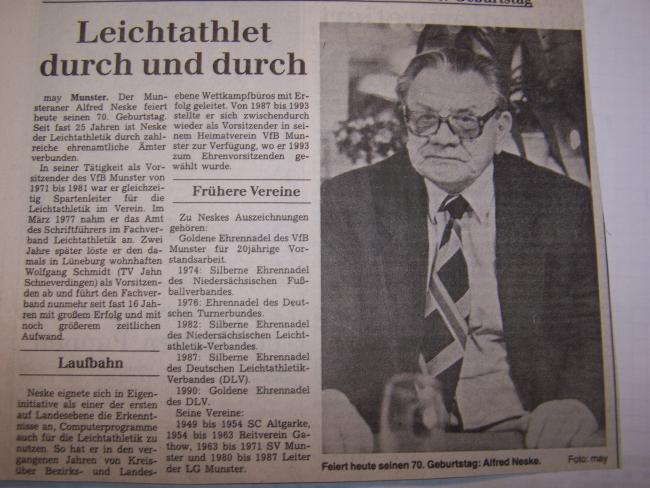 Geburtstag
Leichtathlet
durch und durch
may Munster. Der Mun-
steraner Alfred Neske feiert
heute seinen 70. Geburtstag.
Seit fast 25 Jahren ist Neske
der Leichtathletik durch zahl-
reiche ehrenamtliche Ämter
verbunden.
In seiner Tätigkeit als Vor-
sitzender des VfB Munster von
1971 bis 1981 war er gleichzei-
tig Spartenleiter für die
Leichtathletik im Verein. Im
März 1977 nahm er das Amt
des Schriftführers im Fachver-
band Leichtathletik an. Zwei
Jahre später löste er den da-
mals in Lüneburg wohnhaften
Wolfgang Schmidt (TV Jahn
Schneverdingen) als Vorsitzen-
den ab und führt den Fachver-
band nunmehr seit fast 16 Jah-
ren mit großem Erfolg und mit
noch größerem zeitlichen
Aufwand.
Laufbahn
Neske eignete sich in Eigen-
initiative als einer der ersten
auf Landesebene die Erkennt-
nisse an, Computerprogramme
auch für die Leichtathletik zu
nutzen. So hat er in den ver-
gangenen Jahren von Kreis-
über Bezirks- und Landes-
ebene Wettkampfbüros mit Er-
folg geleitet. Von 1987 bis 1993
stellte er sich zwischendurch
wieder als Vorsitzender in sei-
nem Heimatverein VfB Mun-
ster zur Verfügung, wo er 1993
zum Ehrenvorsitzenden ge-
wählt wurde.
Frühere Vereine
Zu Neskes Auszeichnungen
gehören:
Goldene Ehrennadel des VfB
Munster für 20jährige Vor-
standsarbeit.
1974: Silberne Ehrennadel
des Niedersächsischen Fuß-
ballverbandes.
1976: Ehrennadel des Deut-
schen Turnerbundes.
1982: Silberne Ehrennadel
des Niedersächsischen Leicht-
athletik-Verbandes.
1987: Silberne Ehrennadel
des Deutschen Leichtathletik-
Verbandes (DLV).
1990: Goldene Ehrennadel
des DLV.
Seine Vereine:
1949 bis 1954 SC Altgarke,
1954 bis 1963 Reitverein Ga-
thow, 1963 bis 1971 SV Mun-
ster und 1980 bis 1987 Leiter
der LG Munster.
Feiert heute seinen 70. Geburtstag: Alfred Neske. Foto: may